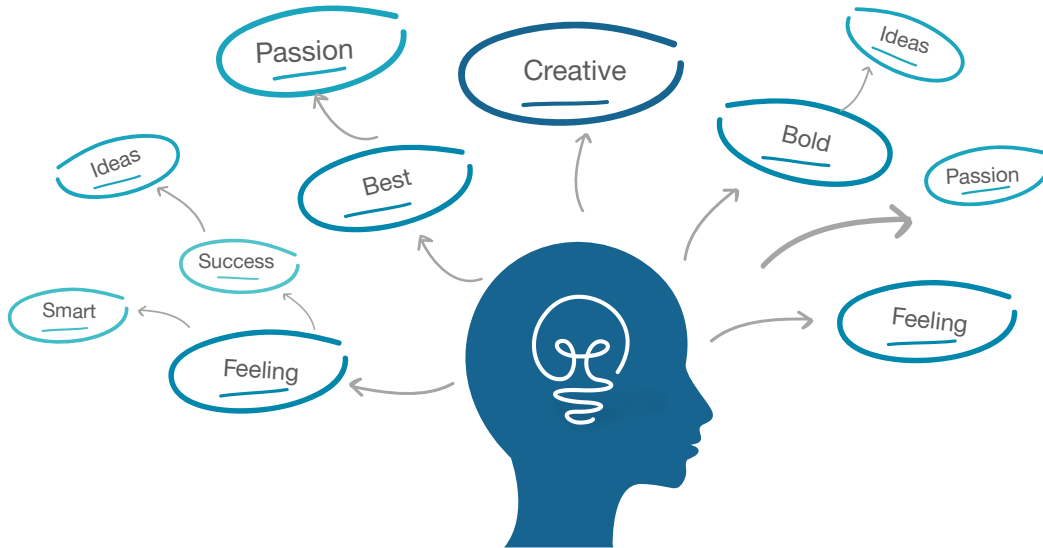 Passion
Creative
Ideas
Bold
Ideas
Best
Passion
Success
Smart
Feeling
Feeling